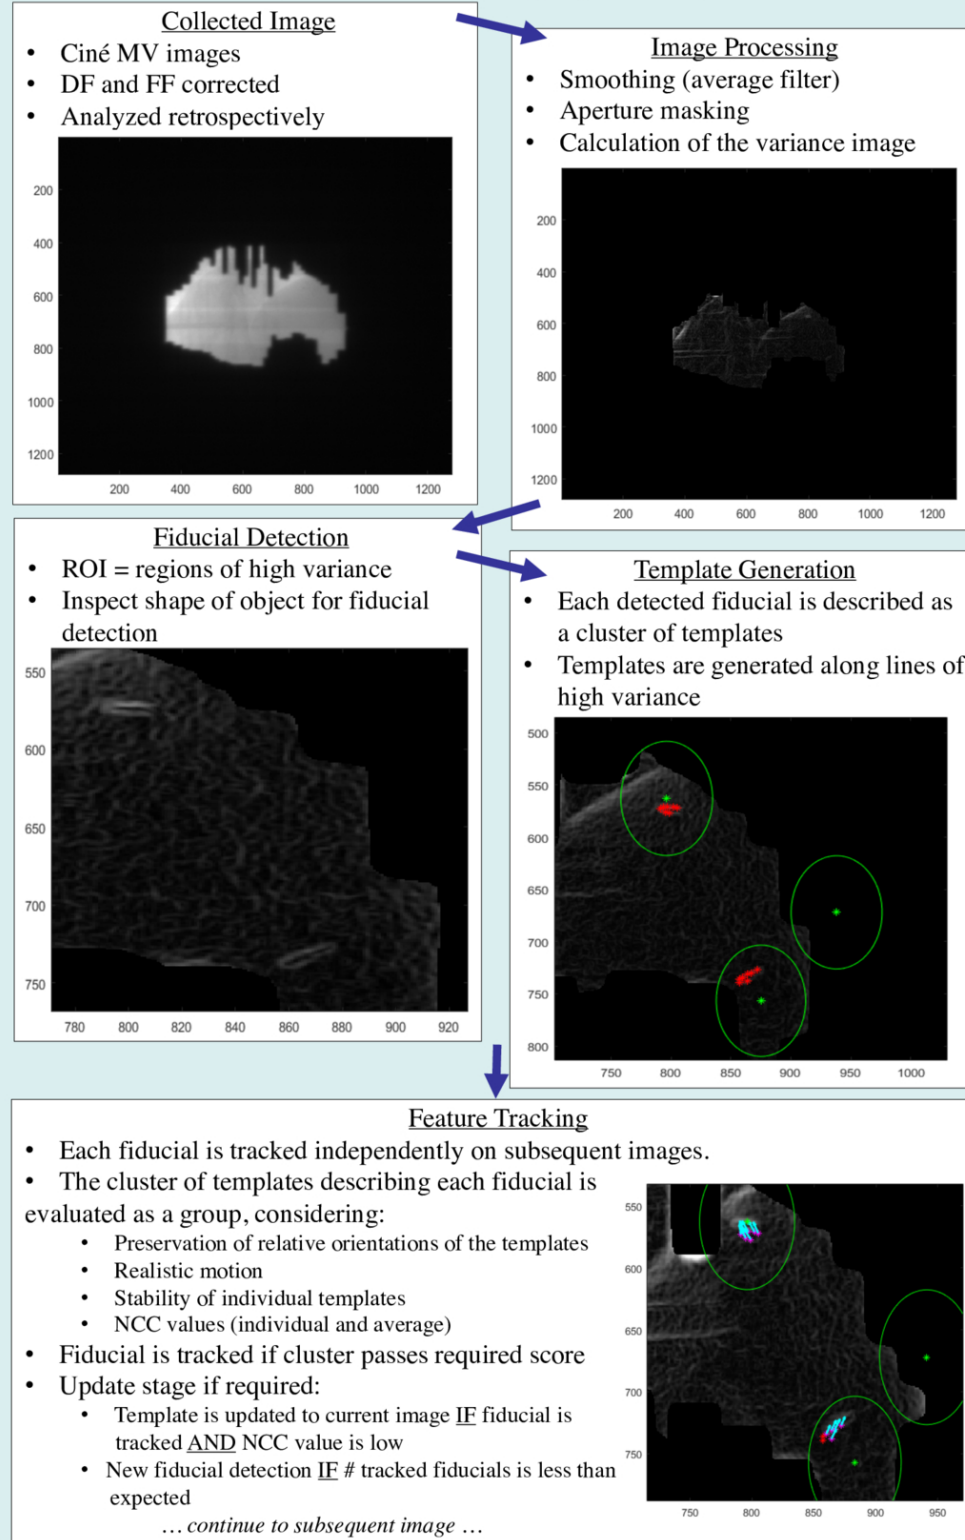 Collected Image
• Ciné MV images
• DF and FF corrected
• Analyzed retrospectively
200
400
600
800
1000
1200
200 400 600 800 1000 1200
Image Processing
• Smoothing (average filter)
• Aperture masking
• Calculation of the variance image
200
400
600
800
1000
1200
200 400 600 800 1000 1200
Fiducial Detection
• ROI = regions of high variance
• Inspect shape of object for fiducial
detection
550
600
650
700
750
780 800 820 840 860 880 900 920
Template Generation
• Each detected fiducial is described as
a cluster of templates
• Templates are generated along lines of
high variance
500
550
600
650
700
750
800
750 800 850 900 950 1000
Feature Tracking
• Each fiducial is tracked independently on subsequent images.
• The cluster of templates describing each fiducial is
evaluated as a group, considering:
• Preservation of relative orientations of the templates
• Realistic motion
• Stability of individual templates
• NCC values (individual and average)
• Fiducial is tracked if cluster passes required score
• Update stage if required:
• Template is updated to current image IF fiducial is
tracked AND NCC value is low
• New fiducial detection IF # tracked fiducials is less than
expected
… continue to subsequent image …
550
600
650
700
750
750 800 850 900 950